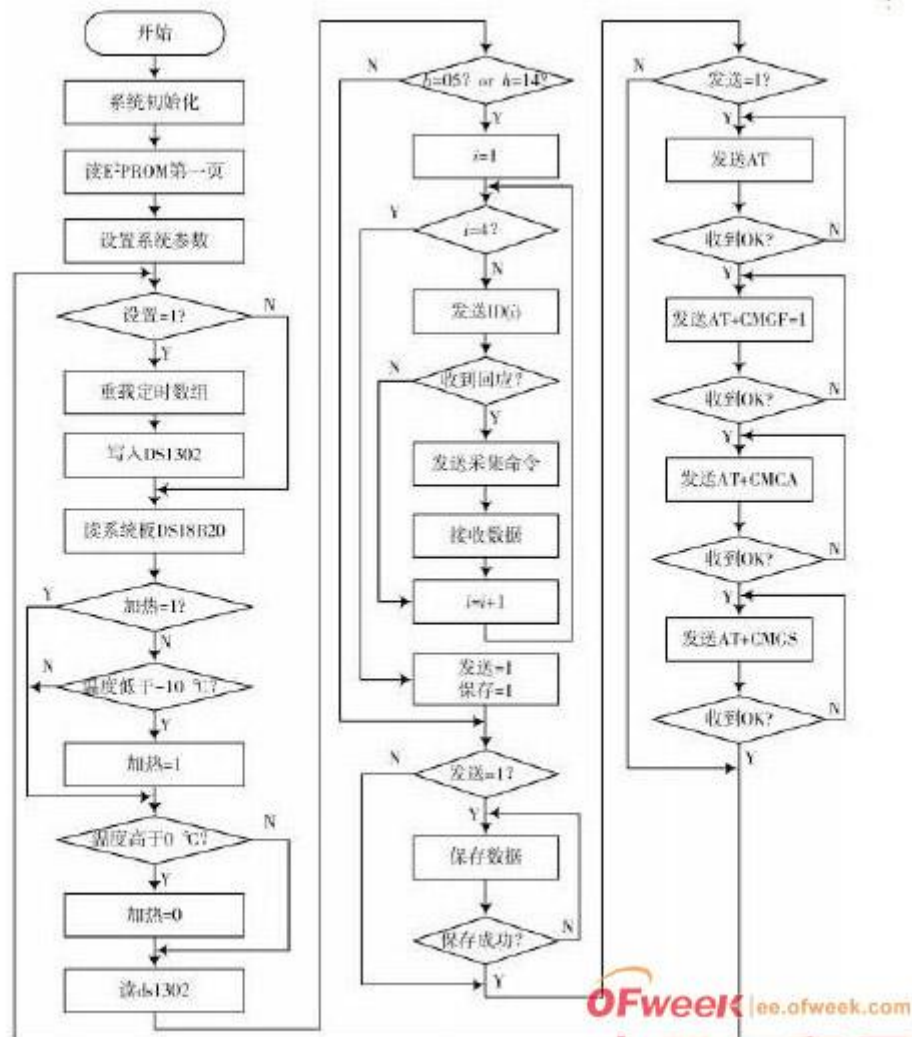 开始
系统初始化
读E²PROM第一页
设置系统参数
设置=1?
N
Y
重载定时数组
写入DS1302
读系统板DS18B20
Y
加热=1?
N
N
温度低于-10 ℃?
Y
加热=1
温度高于0 ℃?
N
Y
加热=0
读ds1302
N
h=05? or h=14?
Y
i=1
Y
i=4?
N
发送ID(i)
N
收到回应?
Y
发送采集命令
接收数据
i=i+1
发送=1
保存=1
N
发送=1?
Y
保存数据
保存成功?
N
Y
N
发送=1?
Y
发送AT
收到OK?
N
Y
发送AT+CMGF=1
收到OK?
N
Y
发送AT+CMCA
收到OK?
N
Y
发送AT+CMGS
收到OK?
N
Y
OFweek ee.ofweek.com